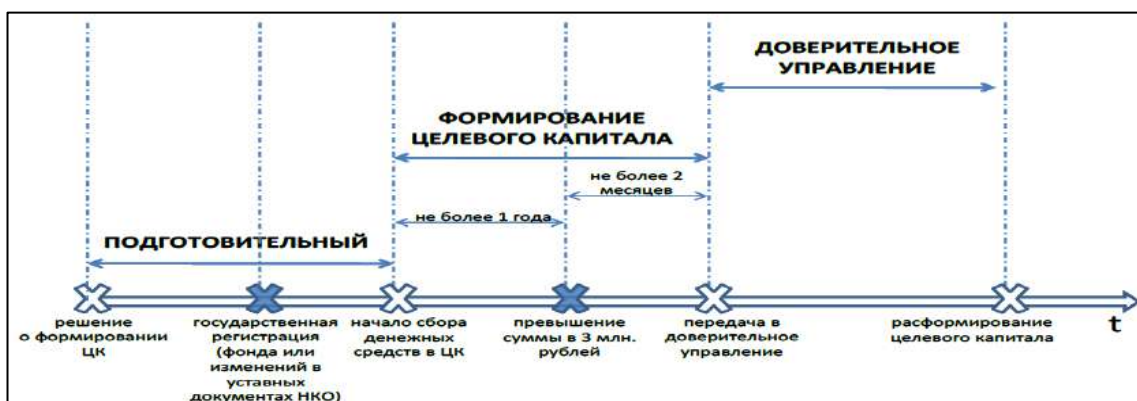 ДОВЕРИТЕЛЬНОЕ
УПРАВЛЕНИЕ
ФОРМИРОВАНИЕ
ЦЕЛЕВОГО КАПИТАЛА
не более 2
месяцев
не более 1 года
ПОДГОТОВИТЕЛЬНЫЙ
решение
о формировании
ЦК
государственная
регистрация
(фонда или
изменений в
уставных
документах НКО)
начало сбора
денежных
средств в ЦК
превышение
суммы в 3 млн.
рублей
передача в
доверительное
управление
расформирование
целевого капитала
t